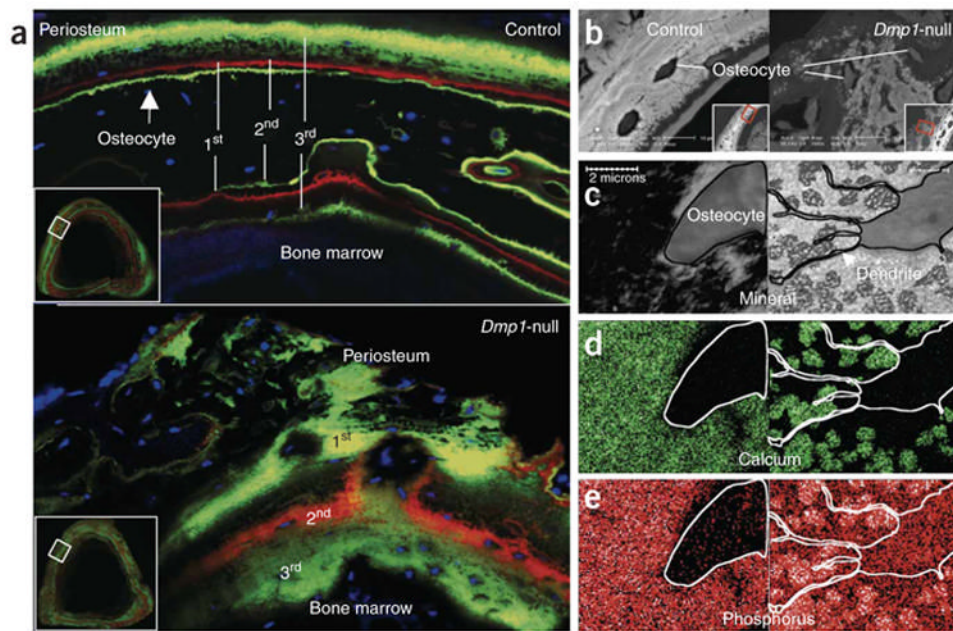 a
Periosteum
Control
Osteocyte
1st
2nd
3rd
Bone marrow
Dmp1-null
Periosteum
1st
2nd
3rd
Bone marrow
b
Control
Dmp1-null
Osteocyte
c
2 microns
Osteocyte
Dendrite
Mineral
d
Calcium
e
Phosphorus